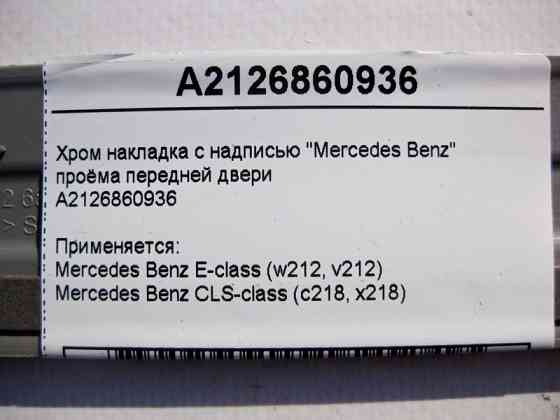 A2126860936
Хром накладка с надписью "Mercedes Benz"
проёма передней двери
A2126860936
Применяется:
Mercedes Benz E-class (w212, v212)
Mercedes Benz CLS-class (c218, x218)